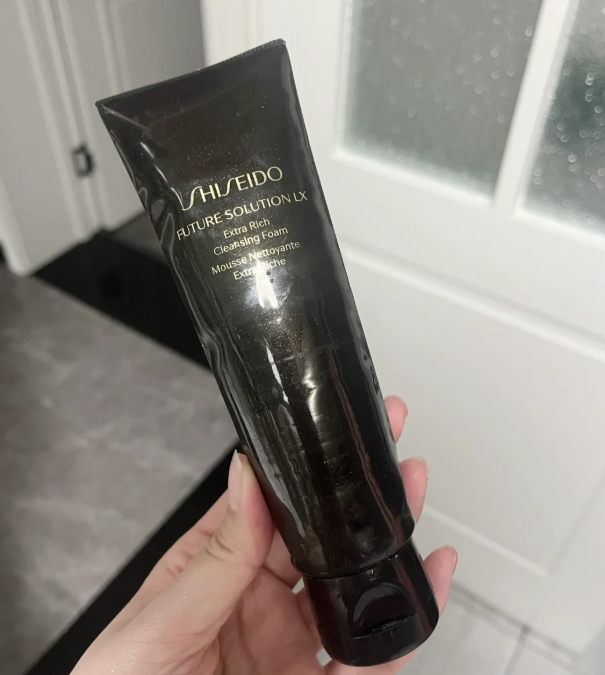 SHISEIDO
FUTURE SOLUTION LX
Extra Rich
Cleansing Foam
Mousse Nettoyante
Extra Riche